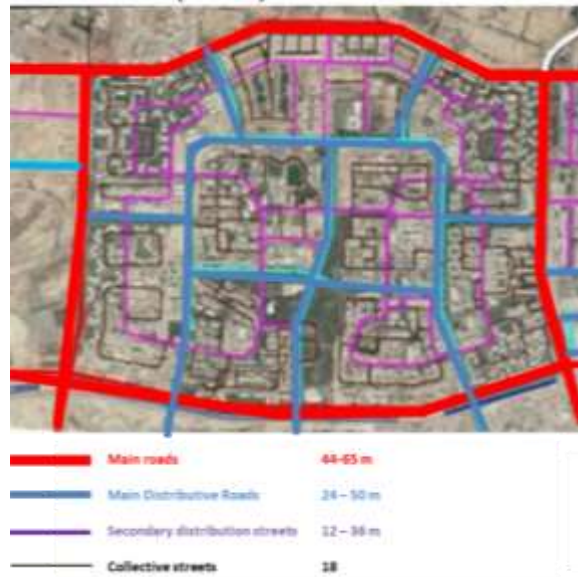 Main roads 44-65 m
Main Distributive Roads 24 – 50 m
Secondary distribution streets 12 – 36 m
Collective streets 18